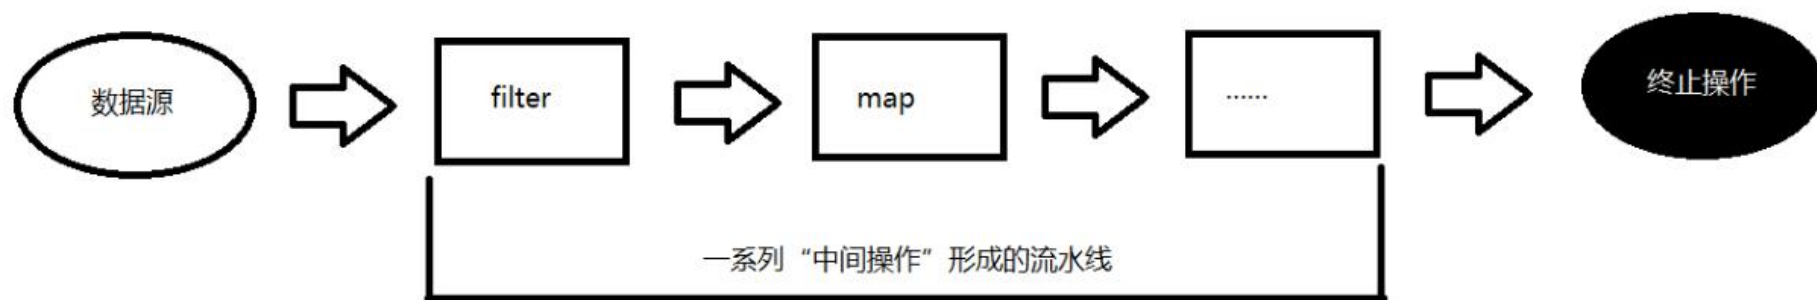 数据源
filter
map
......
终止操作
一系列“中间操作”形成的流水线